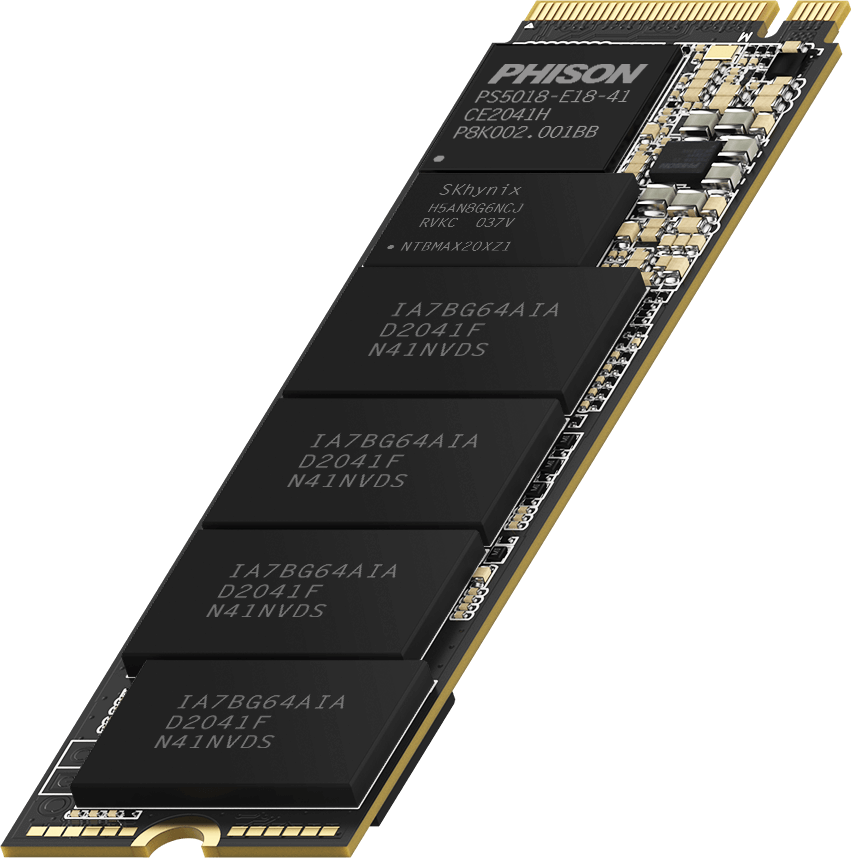 M
PHISON
PS5018-E18-41
CE2041H
P8K002.001BB
SKhynix
H5AN8G6NCJ
RVKC 037V
NTBMAX20XZ1
IA7BG64AIA
D2041F
N41NVDS
IA7BG64AIA
D2041F
N41NVDS
IA7BG64AIA
D2041F
N41NVDS
IA7BG64AIA
D2041F
N41NVDS